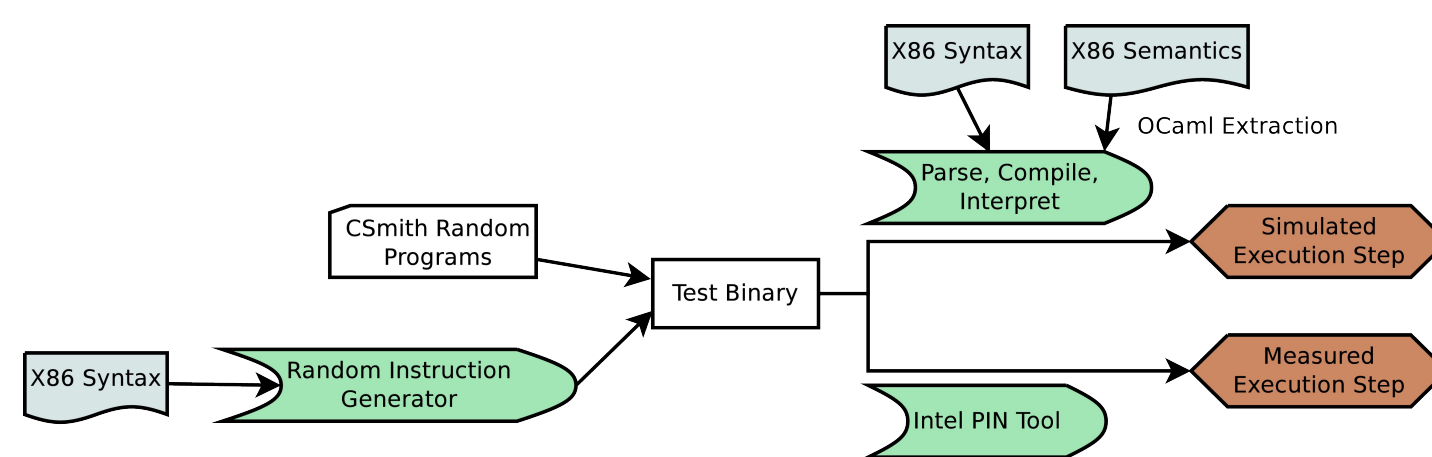 X86 Syntax
X86 Semantics
OCaml Extraction
Parse, Compile,
Interpret
CSmith Random
Programs
Simulated
Execution Step
Test Binary
X86 Syntax
Random Instruction
Generator
Measured
Execution Step
Intel PIN Tool